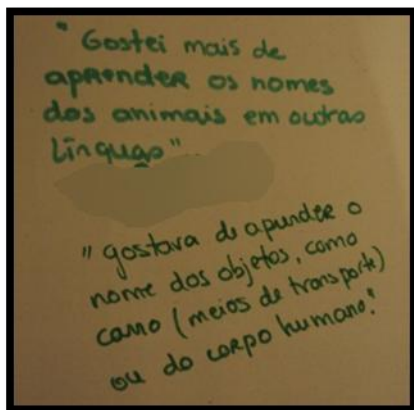 " Gostei mais de
aprender os nomes
dos animais em outras
línguas"
" gostava de aprender o
nome dos objetos, como
carro (meios de transporte)
ou do corpo humano."